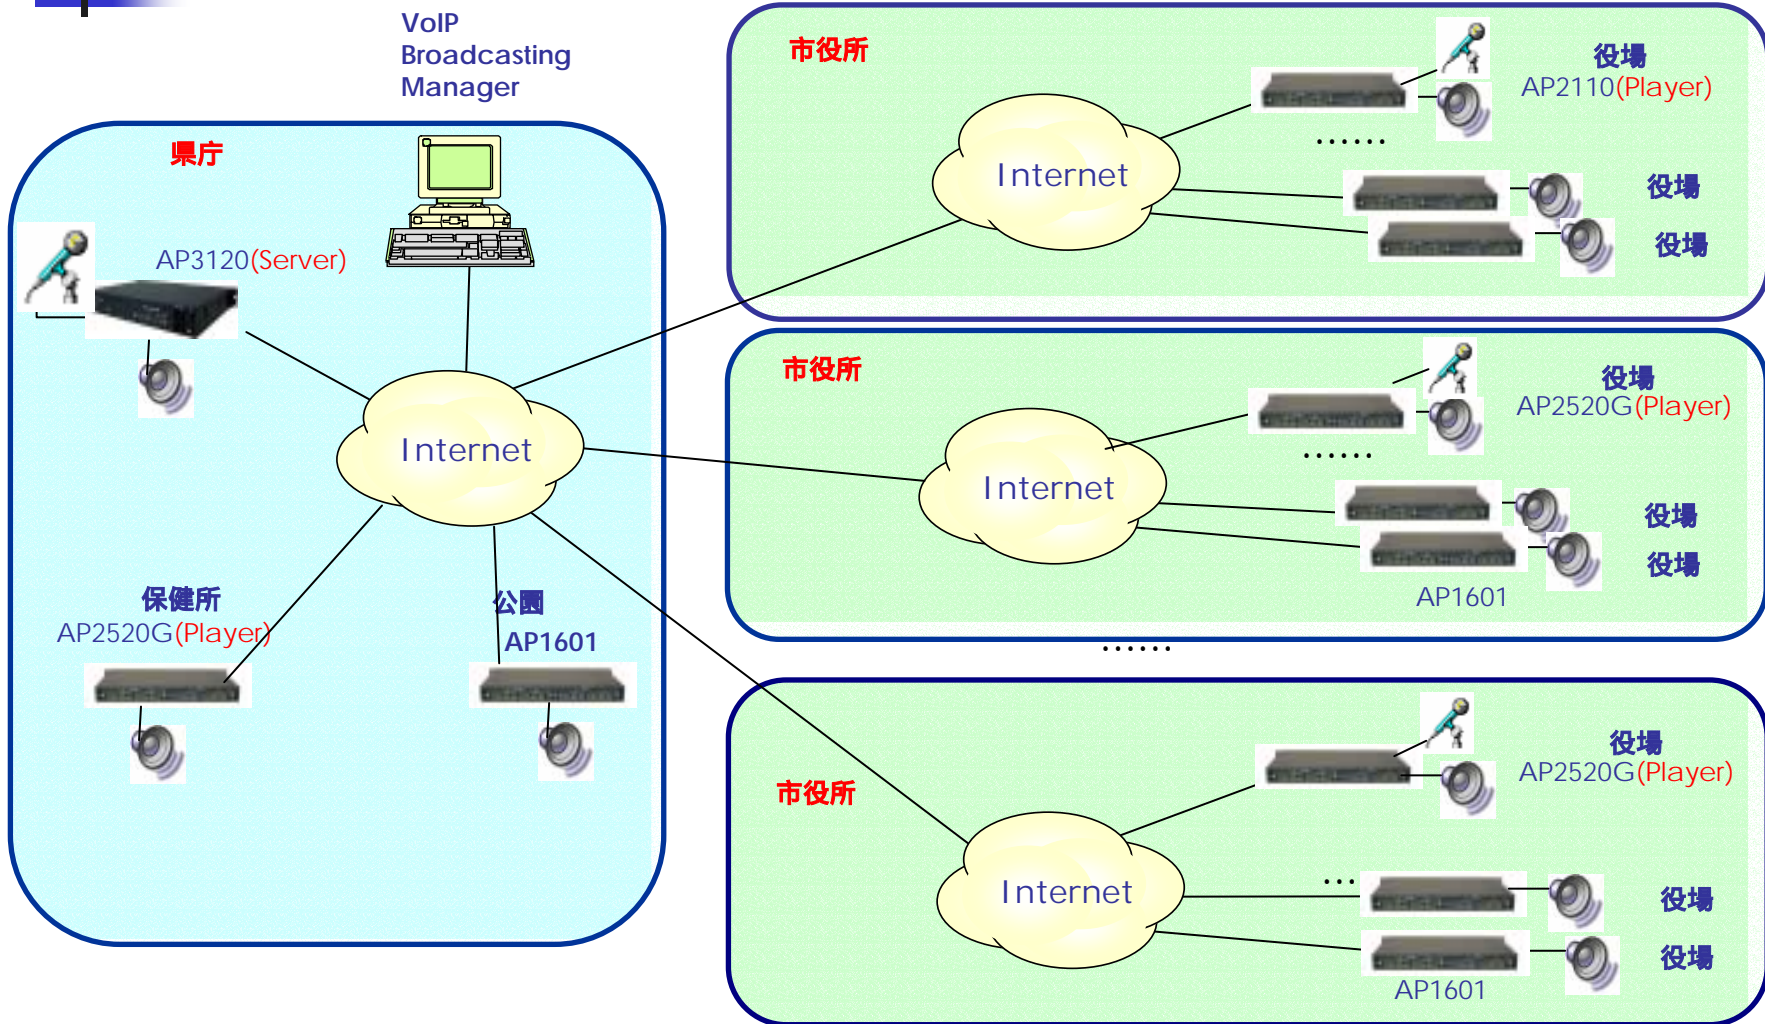 VoIP
Broadcasting
Manager
県庁
AP3120(Server)
Internet
保健所
AP2520G(Player)
公園
AP1601
市役所
役場
AP2110(Player)
......
Internet
役場
役場
市役所
役場
AP2520G(Player)
......
Internet
役場
役場
AP1601
......
市役所
役場
AP2520G(Player)
...
Internet
役場
役場
AP1601